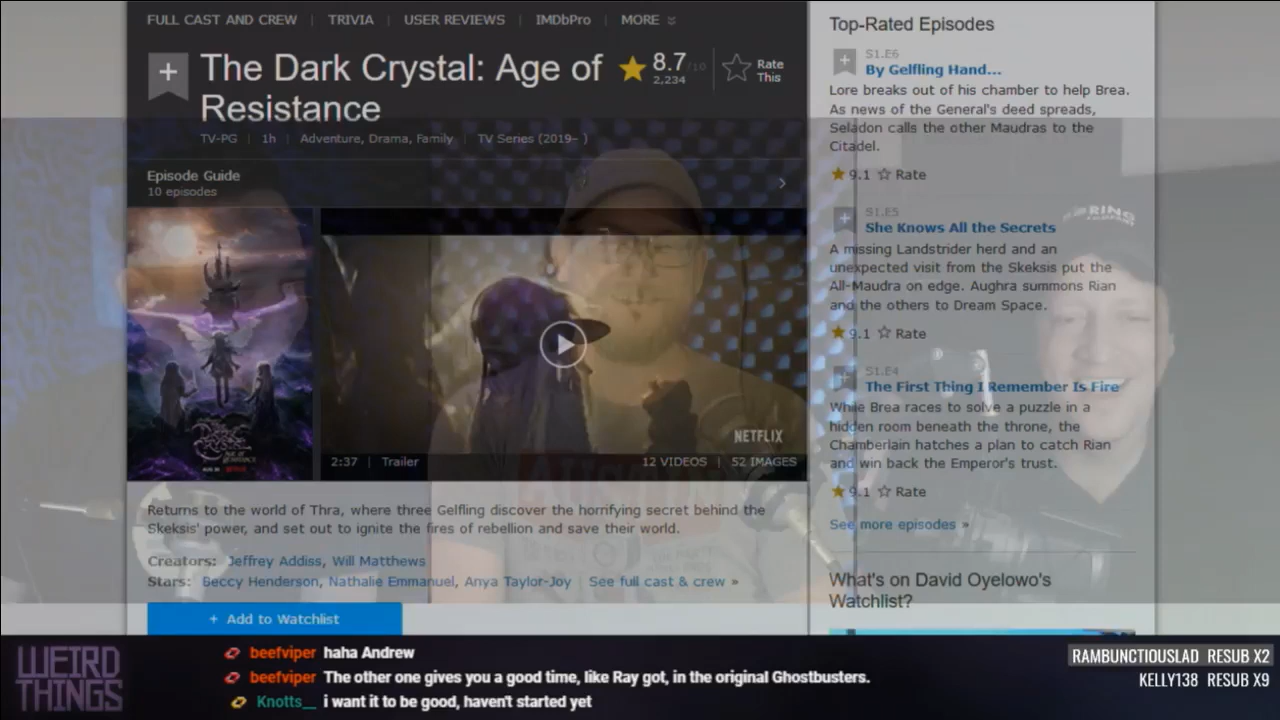 FULL CAST AND CREW | TRIVIA | USER REVIEWS | IMDbPro | MORE
The Dark Crystal: Age of
Resistance
8.7/10
2,234
Rate
This
TV-PG | 1h | Adventure, Drama, Family | TV Series (2019– )
Episode Guide
10 episodes
NETFLIX
2:37 | Trailer
12 VIDEOS | 52 IMAGES
Returns to the world of Thra, where three Gelfling discover the horrifying secret behind the
Skeksis' power, and set out to ignite the fires of rebellion and save their world.
Creators: Jeffrey Addiss, Will Matthews
Stars: Beccy Henderson, Nathalie Emmanuel, Anya Taylor-Joy | See full cast & crew »
+ Add to Watchlist
Top-Rated Episodes
S1.E6
By Gelfling Hand...
Lore breaks out of his chamber to help Brea.
As news of the General's deed spreads,
Seladon calls the other Maudras to the
Citadel.
9.1 Rate
S1.E5
She Knows All the Secrets
A missing Landstrider herd and an
unexpected visit from the Skeksis put the
All-Maudra on edge. Aughra summons Rian
and the others to Dream Space.
9.1 Rate
S1.E4
The First Thing I Remember Is Fire
While Brea races to solve a puzzle in a
hidden room beneath the throne, the
Chamberlain hatches a plan to catch Rian
and win back the Emperor's trust.
9.1 Rate
See more episodes »
What's on David Oyelowo's
Watchlist?
RING
WEIRD
THINGS
beefviper haha Andrew
beefviper The other one gives you a good time, like Ray got, in the original Ghostbusters.
Knotts__ i want it to be good, haven't started yet
RAMBUNCTIOUSLAD RESUB X2
KELLY138 RESUB X9